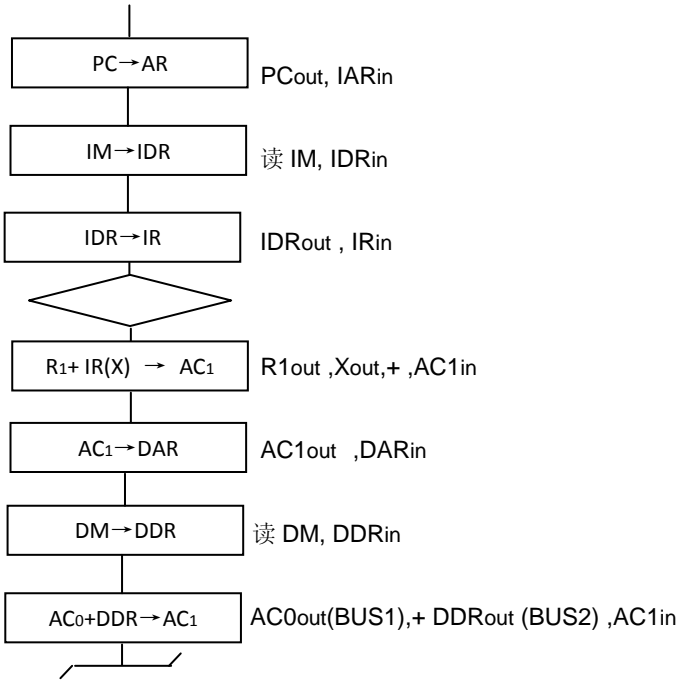 PC→AR
PCout, IARin
IM→IDR
读 IM, IDRin
IDR→IR
IDRout , IRin
R1+ IR(X) → AC1
R1out ,Xout,+ ,AC1in
AC1→DAR
AC1out ,DARin
DM→DDR
读 DM, DDRin
AC0+DDR→AC1
AC0out(BUS1),+ DDRout (BUS2) ,AC1in